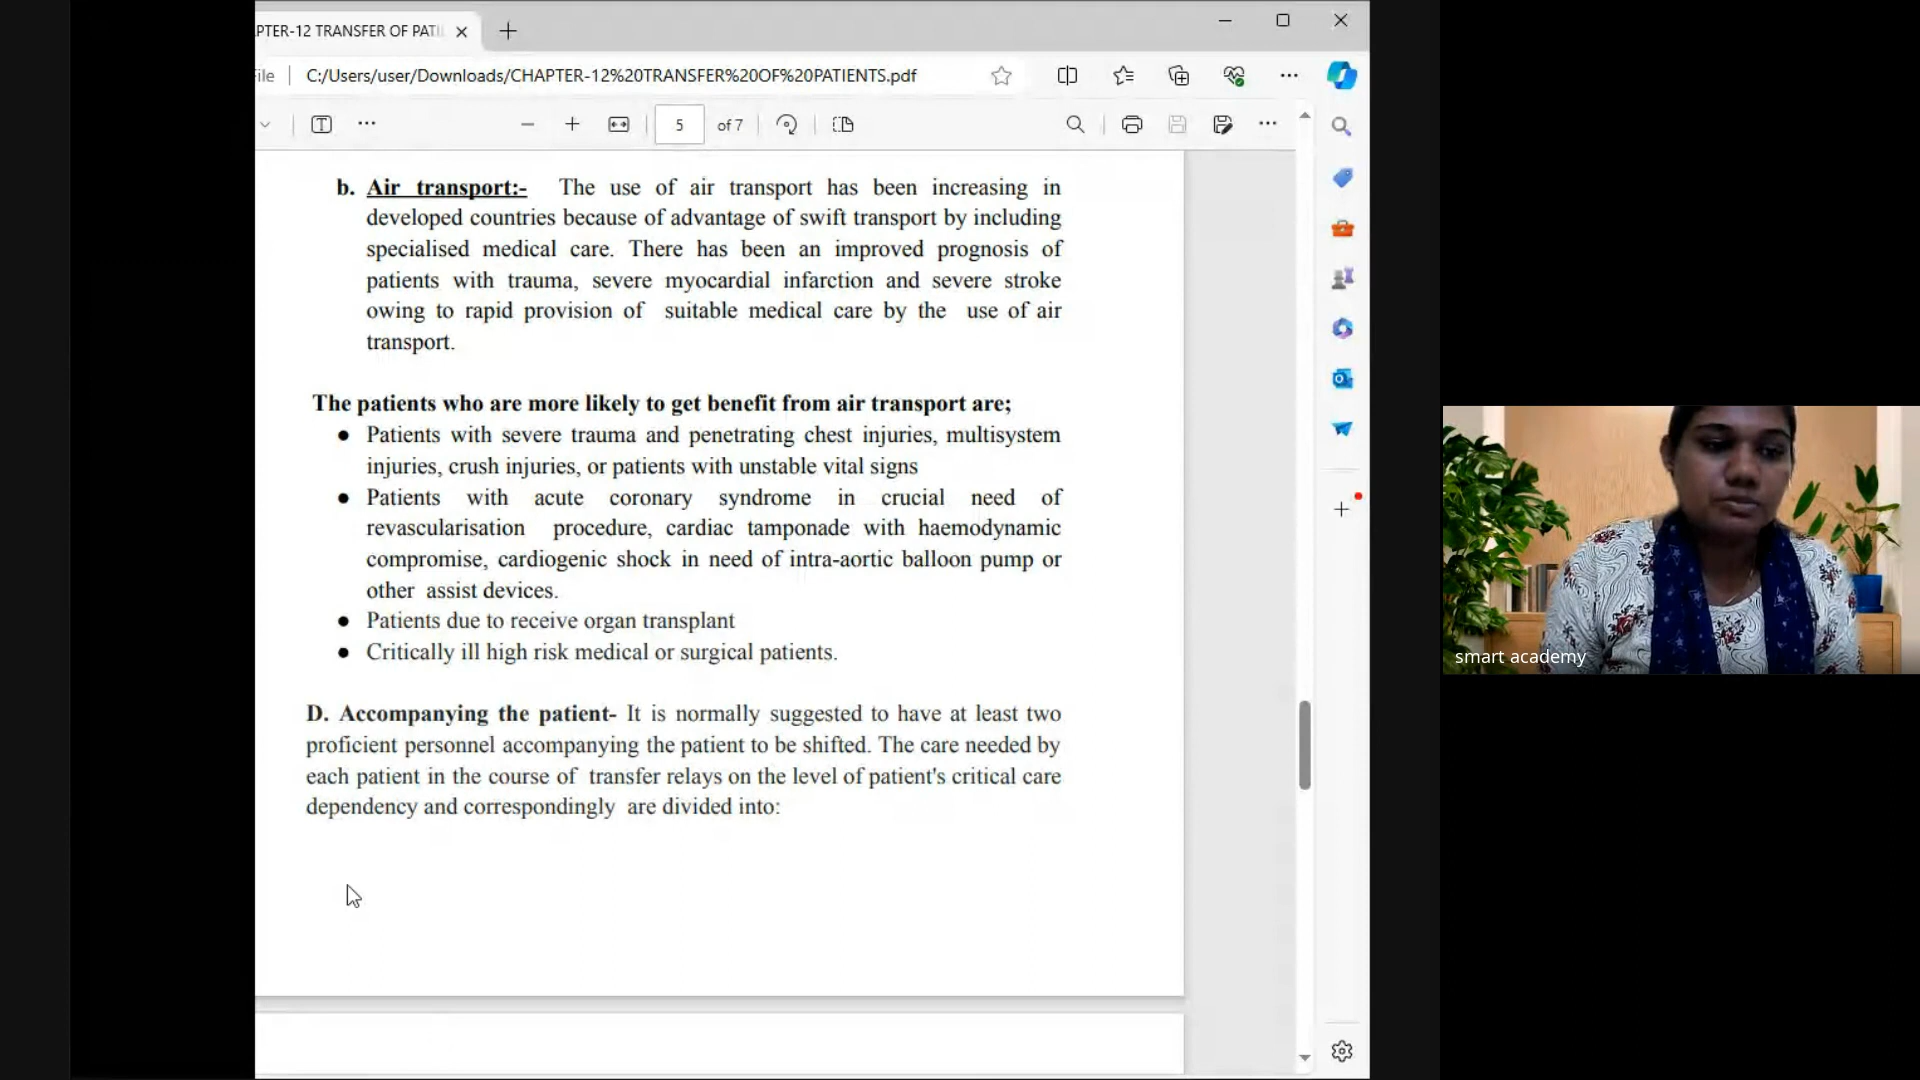 PTER-12 TRANSFER OF PATI
ile
C:/Users/user/Downloads/CHAPTER-12%20TRANSFER%20OF%20PATIENTS.pdf
5 of 7
b. Air transport:- The use of air transport has been increasing in
developed countries because of advantage of swift transport by including
specialised medical care. There has been an improved prognosis of
patients with trauma, severe myocardial infarction and severe stroke
owing to rapid provision of suitable medical care by the use of air
transport.
The patients who are more likely to get benefit from air transport are;
● Patients with severe trauma and penetrating chest injuries, multisystem
injuries, crush injuries, or patients with unstable vital signs
● Patients with acute coronary syndrome in crucial need of
revascularisation procedure, cardiac tamponade with haemodynamic
compromise, cardiogenic shock in need of intra-aortic balloon pump or
other assist devices.
● Patients due to receive organ transplant
● Critically ill high risk medical or surgical patients.
D. Accompanying the patient- It is normally suggested to have at least two
proficient personnel accompanying the patient to be shifted. The care needed by
each patient in the course of transfer relays on the level of patient's critical care
dependency and correspondingly are divided into:
smart academy